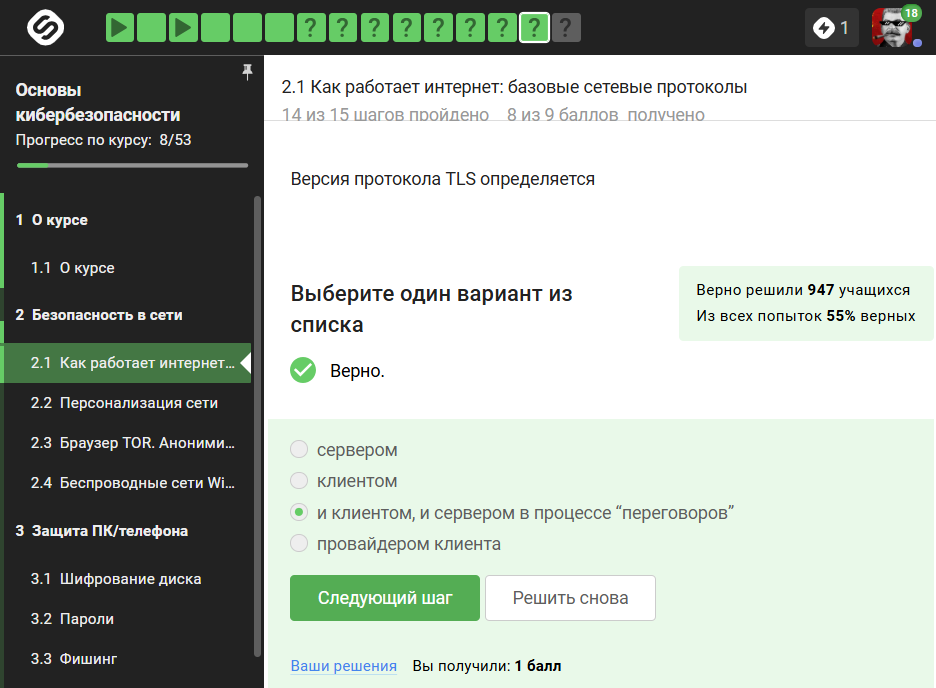 ? ? ? ? ? ? ? ? ?
1
18
Основы
кибербезопасности
Прогресс по курсу: 8/53
1 О курсе
1.1 О курсе
2 Безопасность в сети
2.1 Как работает интернет...
2.2 Персонализация сети
2.3 Браузер TOR. Аноними...
2.4 Беспроводные сети Wi...
3 Защита ПК/телефона
3.1 Шифрование диска
3.2 Пароли
3.3 Фишинг
2.1 Как работает интернет: базовые сетевые протоколы
14 из 15 шагов пройдено 8 из 9 баллов получено
Версия протокола TLS определяется
Выберите один вариант из
списка
Верно.
Верно решили 947 учащихся
Из всех попыток 55% верных
сервером
клиентом
и клиентом, и сервером в процессе “переговоров”
провайдером клиента
Следующий шаг
Решить снова
Ваши решения Вы получили: 1 балл